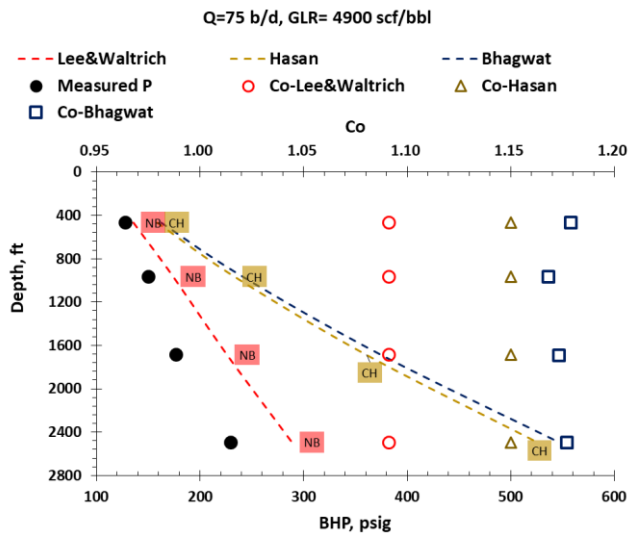 Q=75 b/d, GLR= 4900 scf/bbl
Lee&Waltrich Hasan Bhagwat
Measured P Co-Lee&Waltrich Co-Hasan
Co-Bhagwat
Co
0.95 1.00 1.05 1.10 1.15 1.20
Depth, ft
0
400
800
1200
1600
2000
2400
2800
NB CH
NB CH
NB
CH
NB
CH
100 200 300 400 500 600
BHP, psig